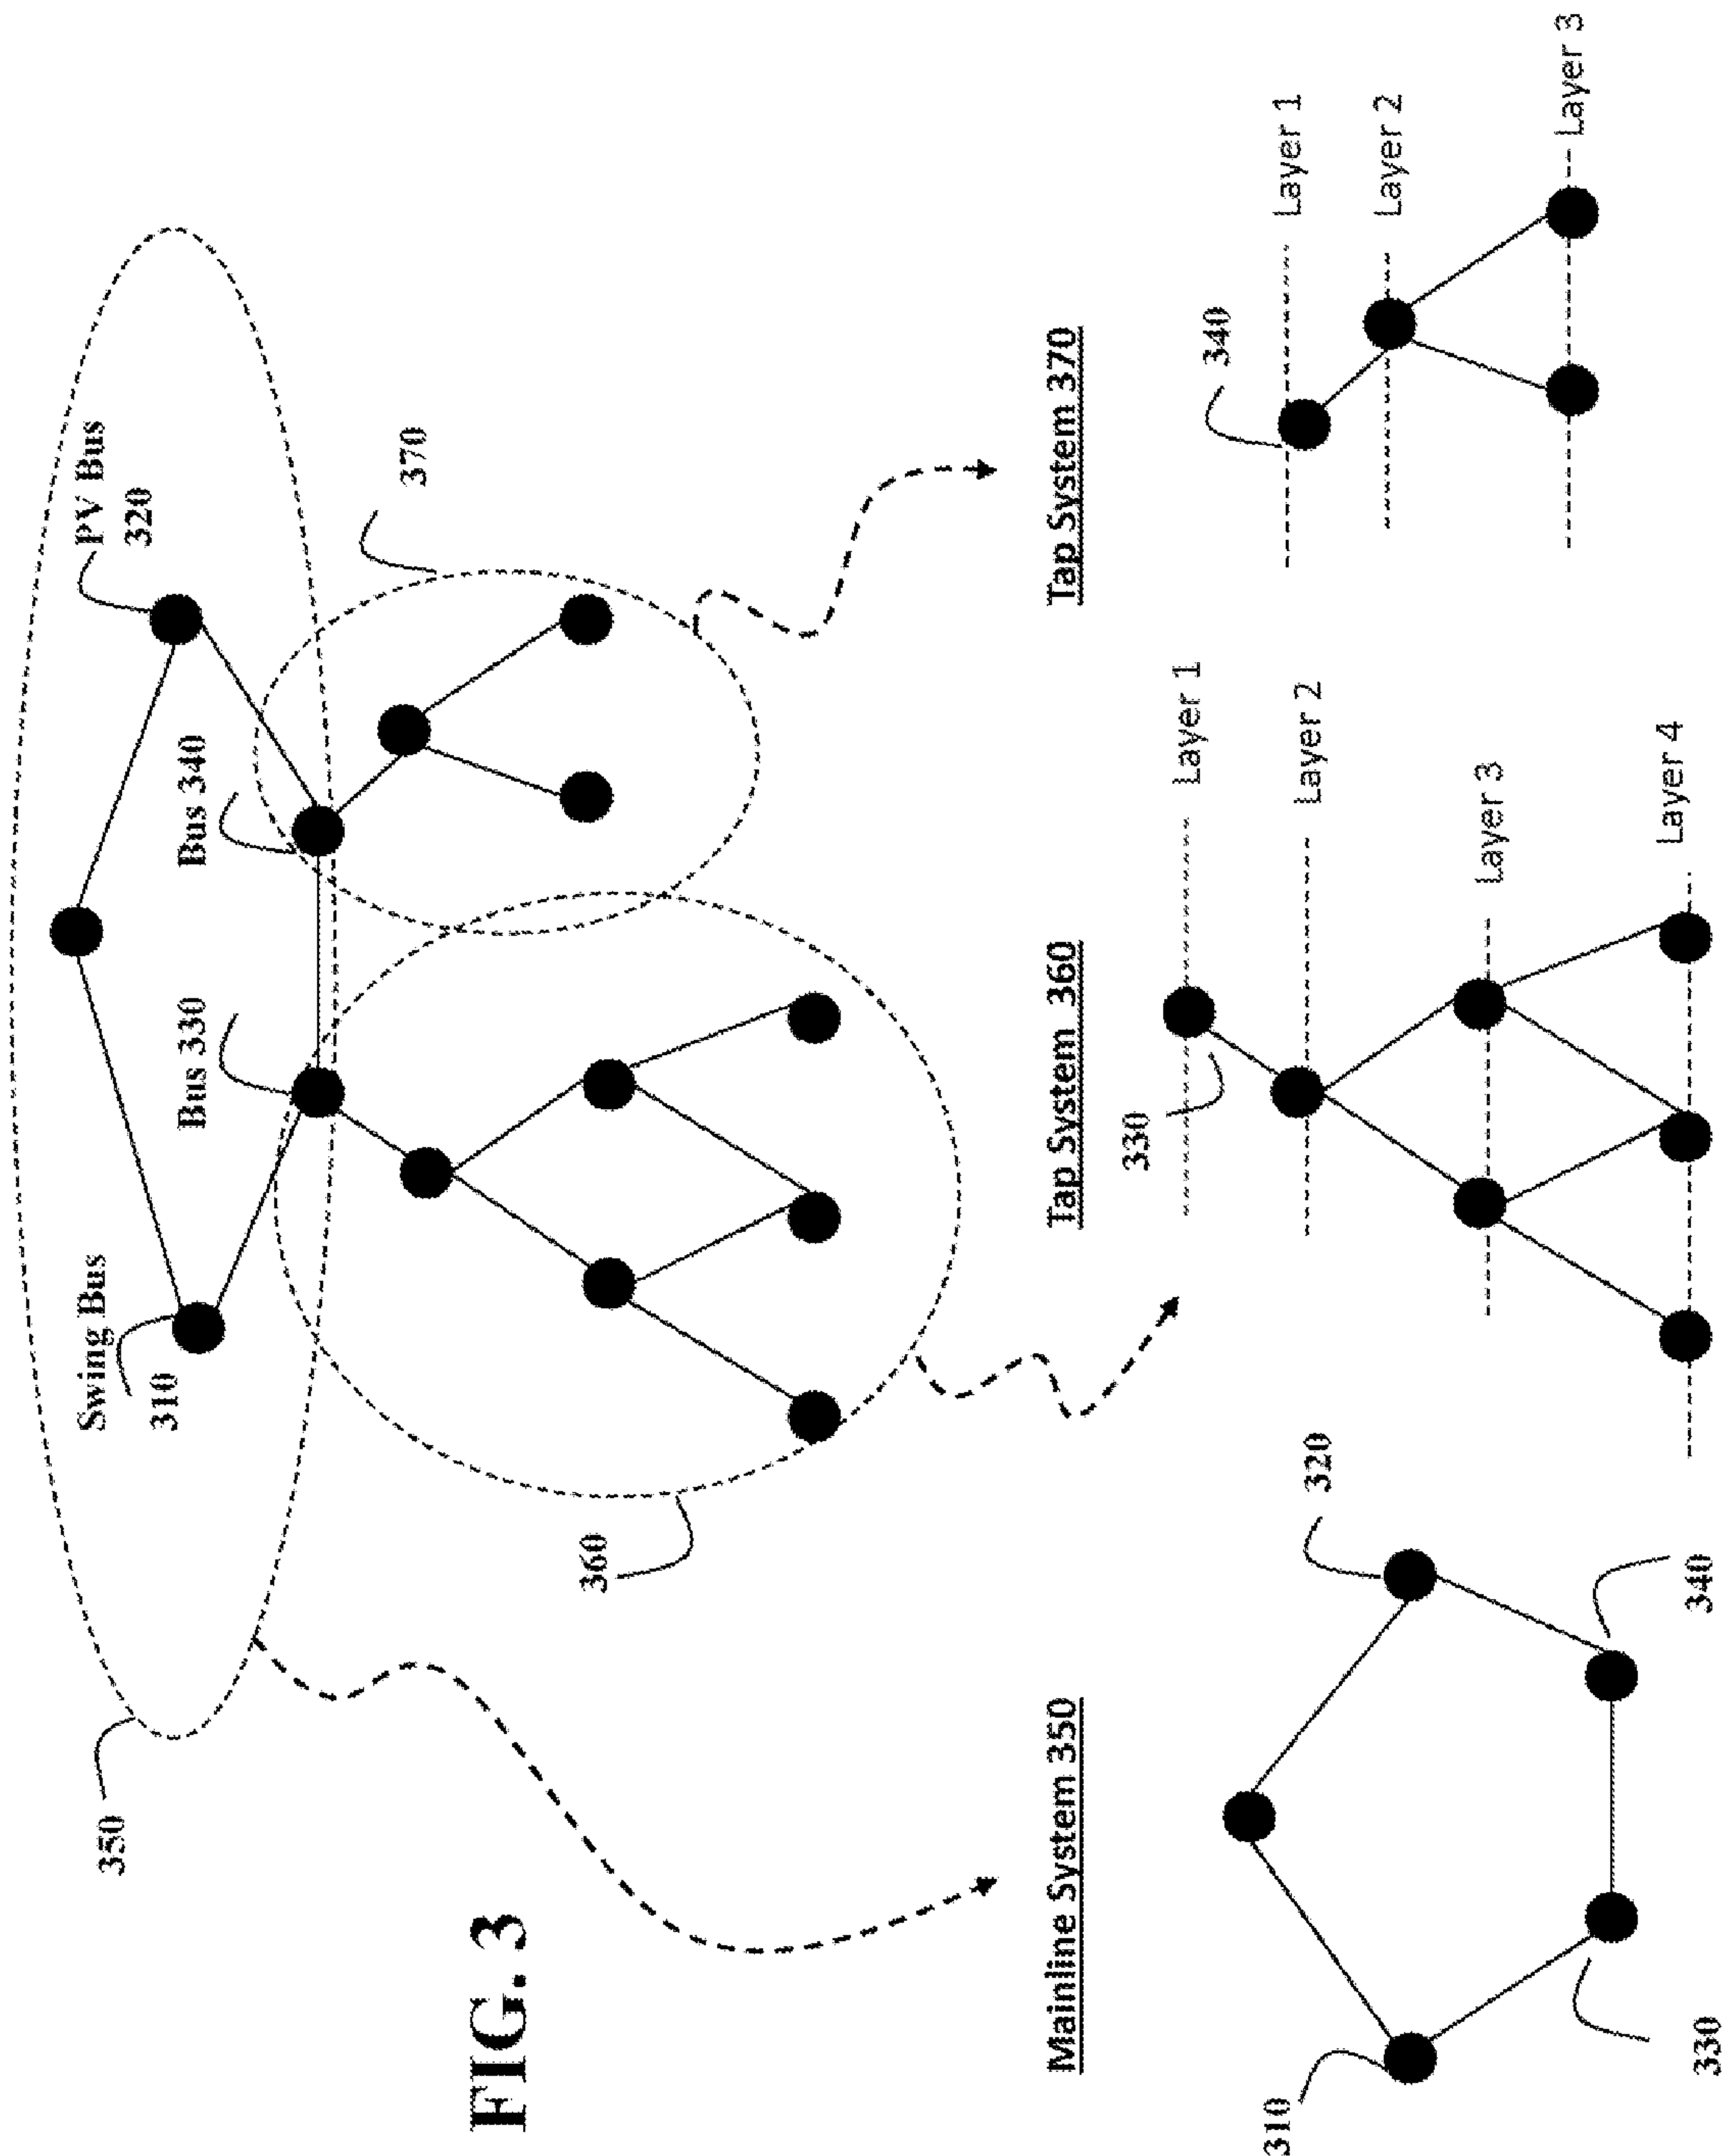 FIG. 3
350
Swing Bus
310
Bus 330
Bus 340
PV Bus
320
360
370
Mainline System 350
310
320
330
340
Tap System 360
330
Layer 1
Layer 2
Layer 3
Layer 4
Tap System 370
340
Layer 1
Layer 2
Layer 3